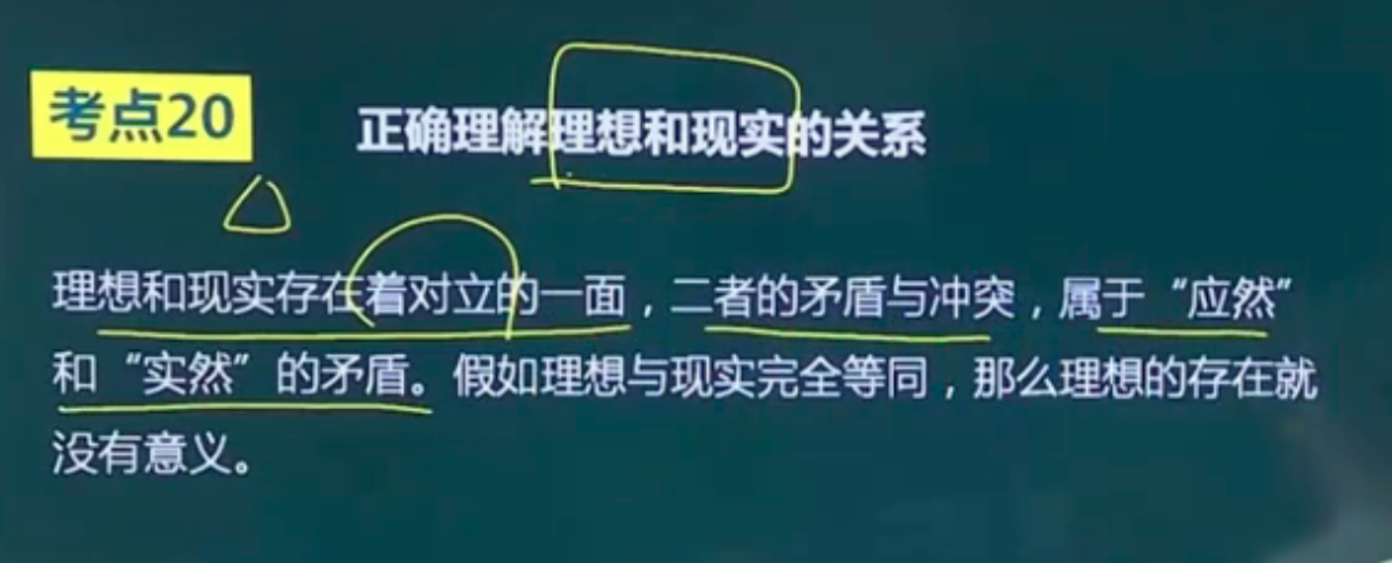 考点20
正确理解理想和现实的关系
理想和现实存在着对立的一面，二者的矛盾与冲突，属于“应然”
和“实然”的矛盾。假如理想与现实完全等同，那么理想的存在就
没有意义。